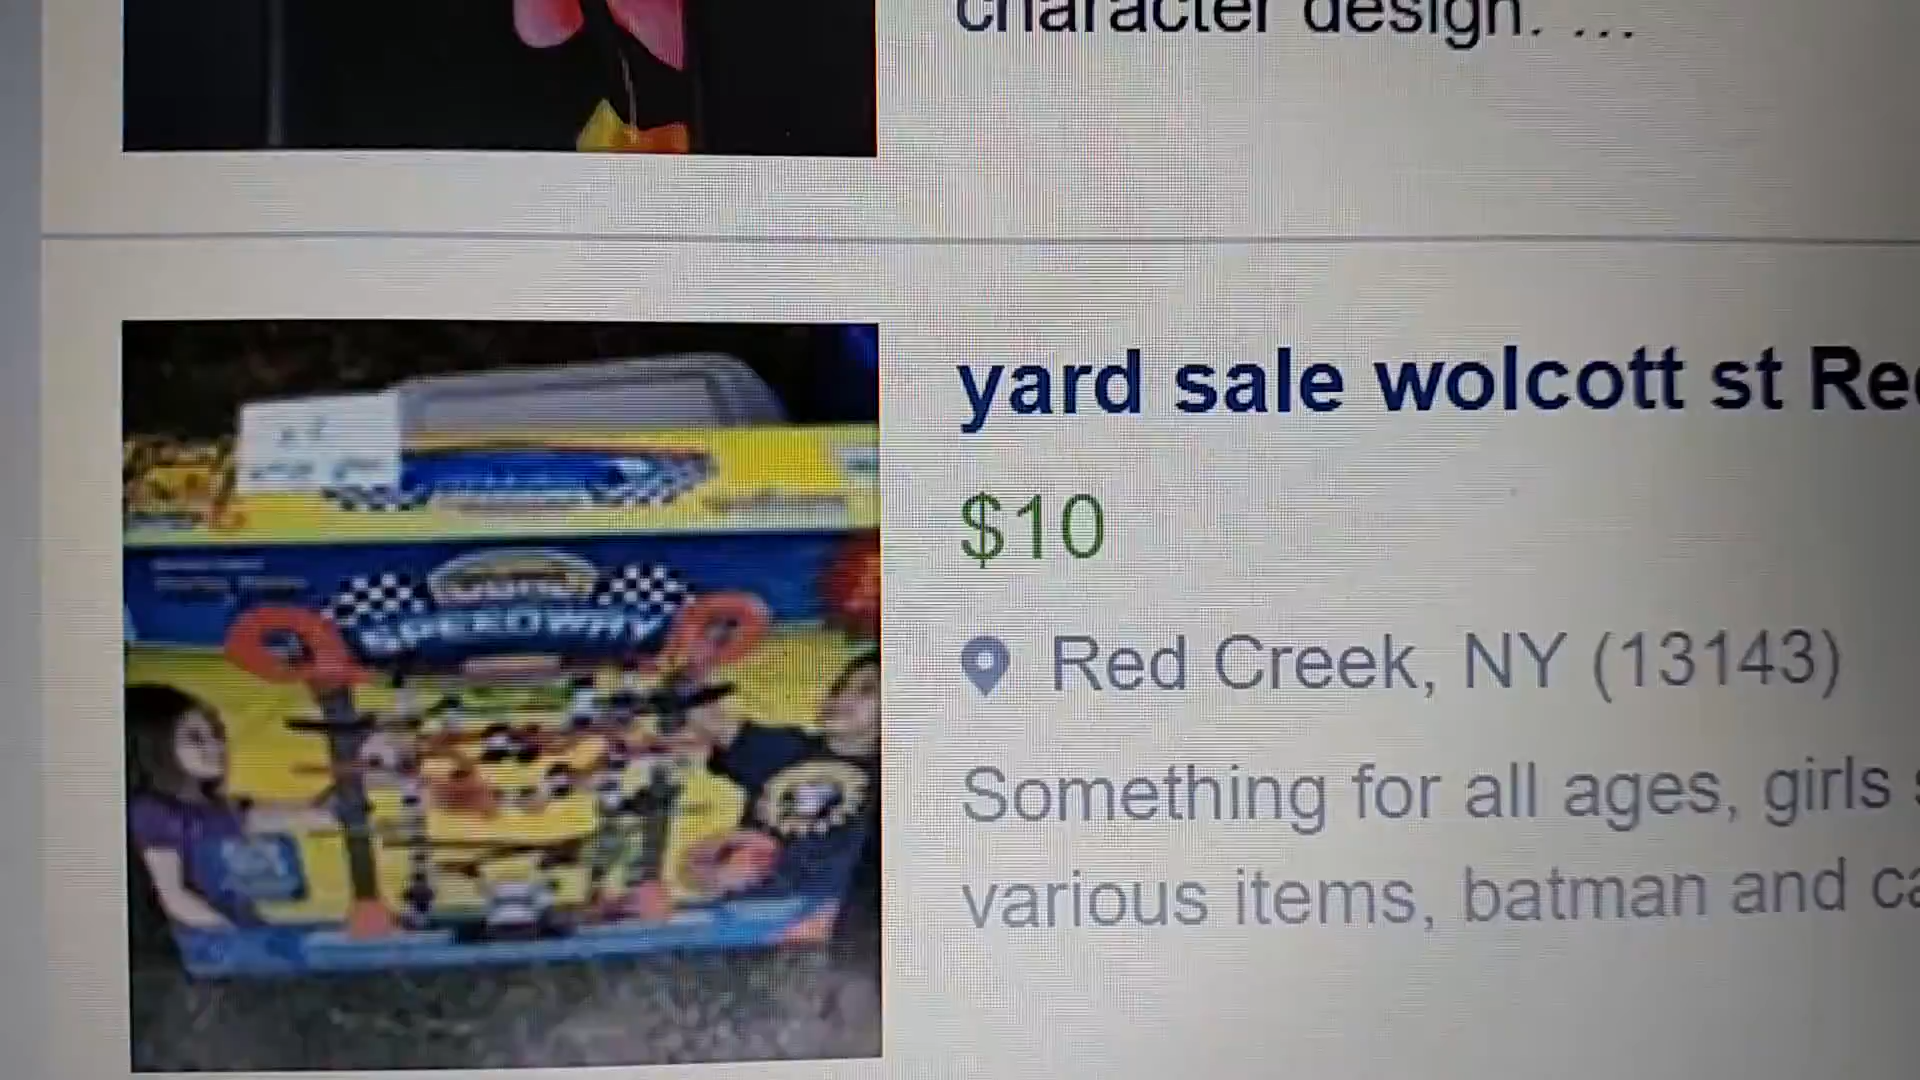 character design. ...
yard sale wolcott st
$10
Red Creek, NY (13143)
Something for all ages, girls
various items, batman and
SPEEDWAY